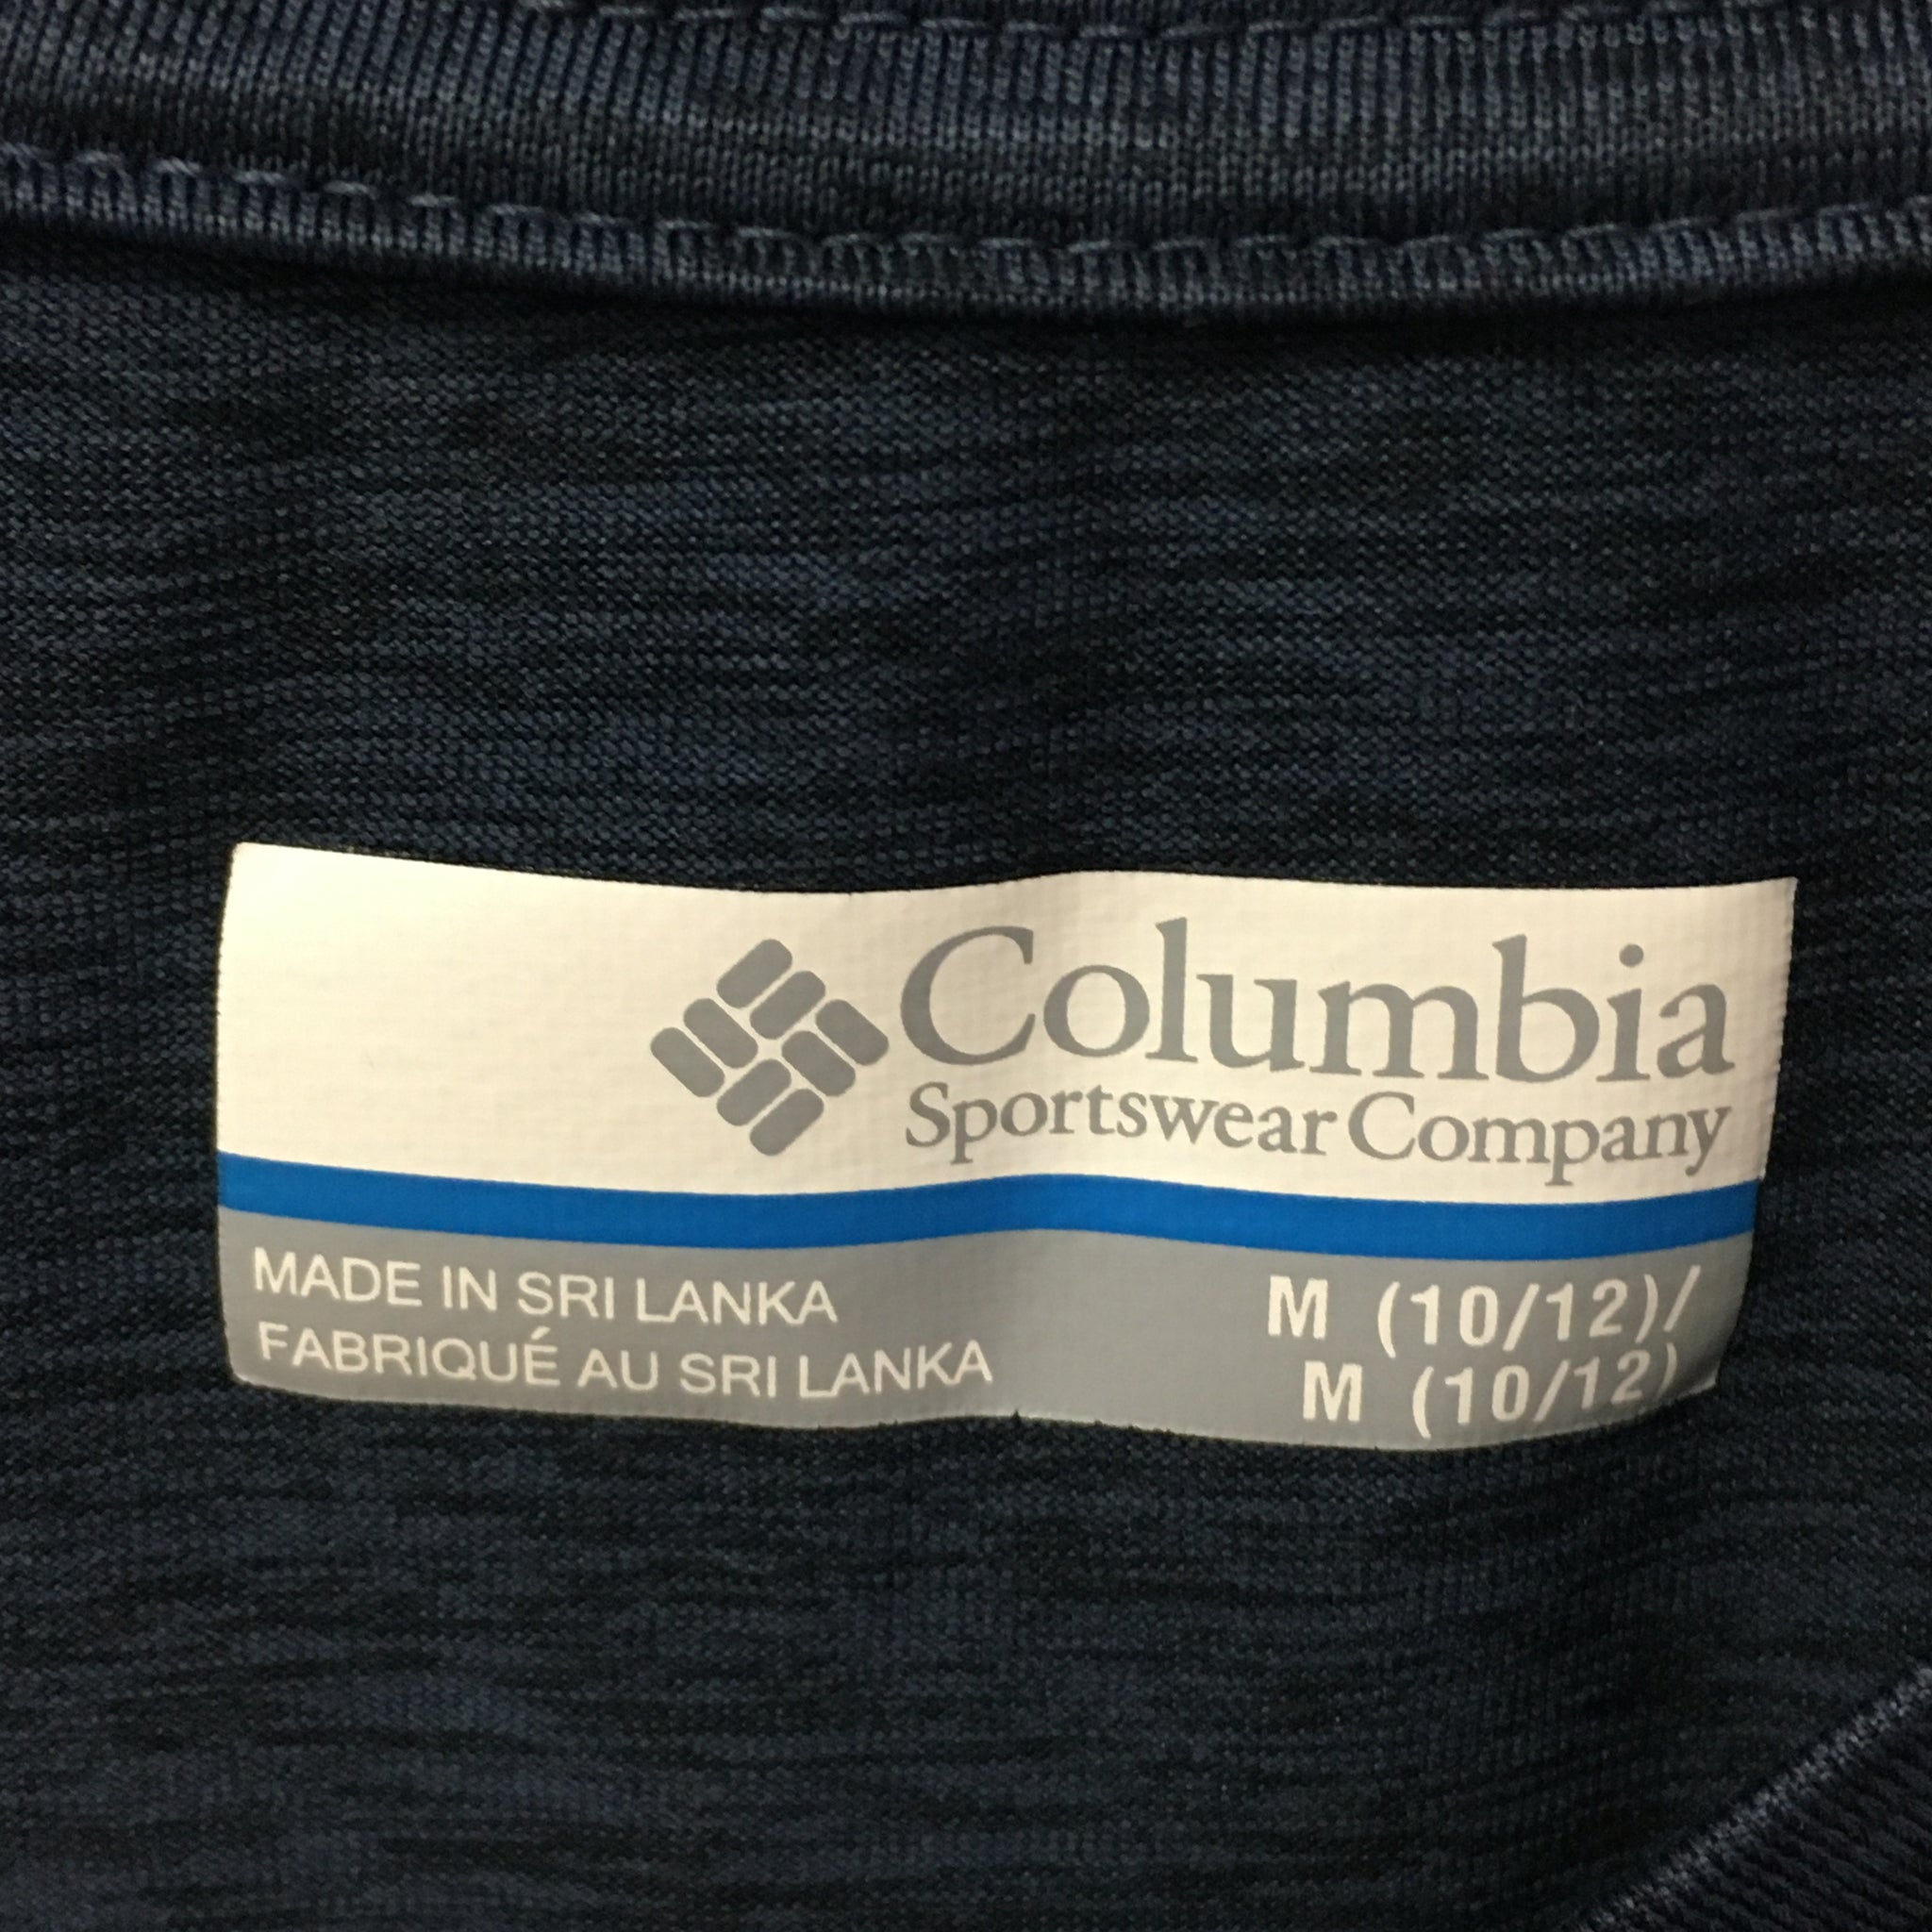 Columbia
Sportswear Company
MADE IN SRI LANKA
FABRIQUÉ AU SRI LANKA
M (10/12)/
M (10/12)